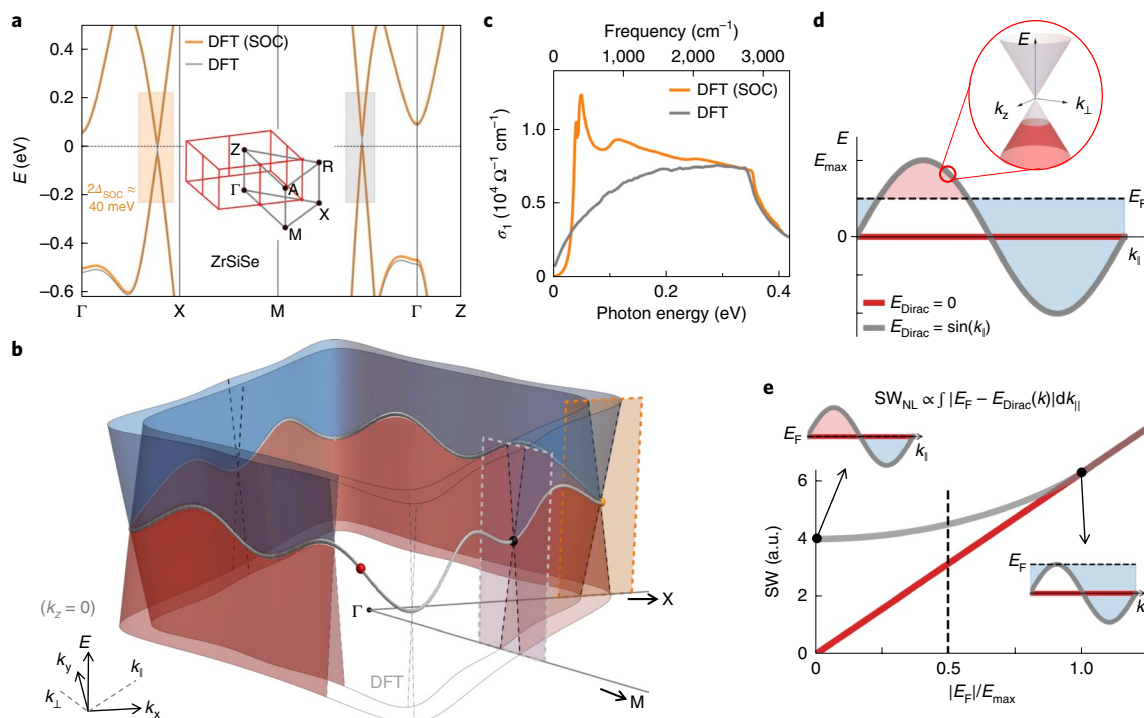 a
DFT (SOC)
DFT
0.4
0.2
0
−0.2
−0.4
−0.6
E (eV)
2Δ_SOC ≈
40 meV
Z
R
Γ
A
X
M
ZrSiSe
Γ X M Γ Z
b
Γ
X
M
DFT
(k_z = 0)
E
k_y
k_∥
k_⊥
k_x
c
Frequency (cm⁻¹)
0 1,000 2,000 3,000
DFT (SOC)
DFT
1.0
0.5
0
σ₁ (10⁴ Ω⁻¹ cm⁻¹)
0 0.2 0.4
Photon energy (eV)
d
E
k_z
k_⊥
E
E_max
E_F
0
k_∥
E_Dirac = 0
E_Dirac = sin(k_∥)
e
SW_NL ∝ ∫ |E_F − E_Dirac(k)|dk_||
E_F
k_∥
6
4
2
0
SW (a.u.)
E_F
k
0 0.5 1.0
|E_F|/E_max